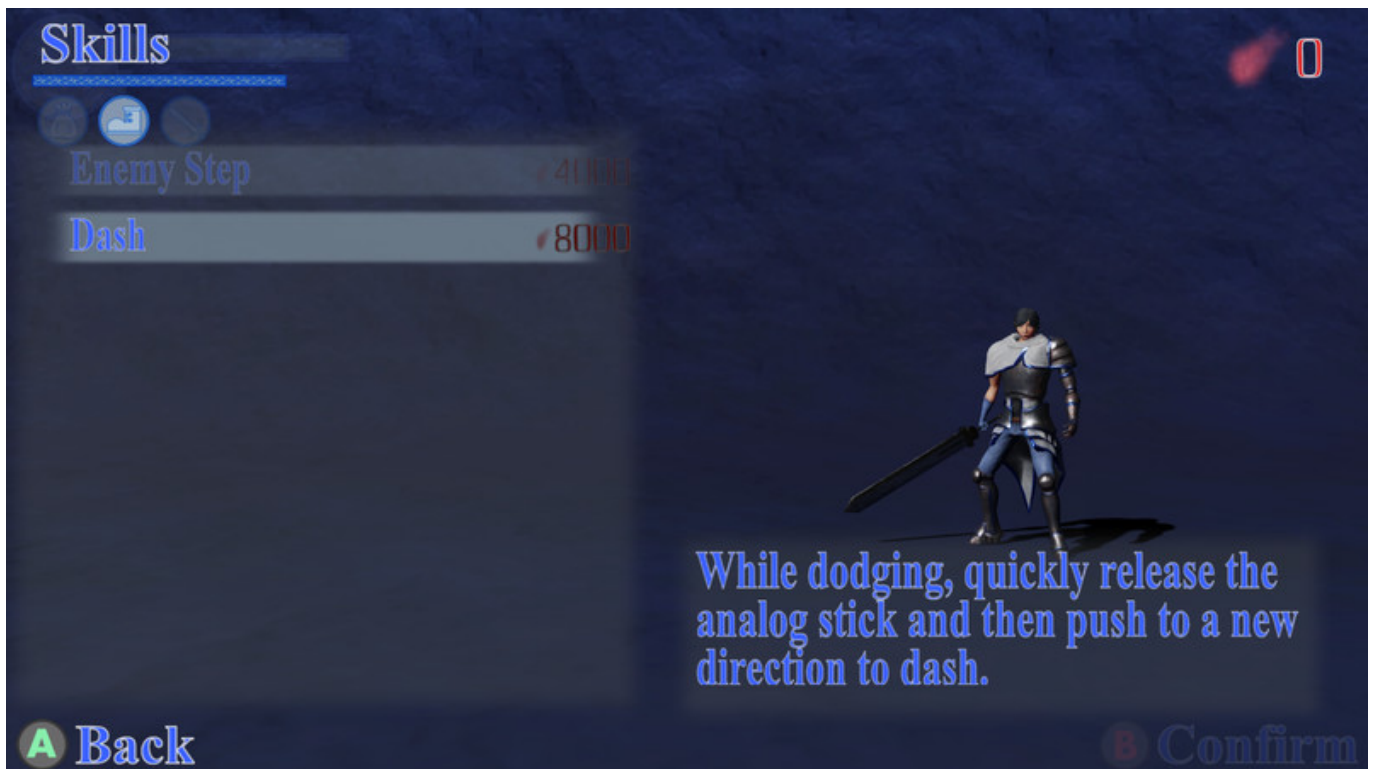 Skills
0
Enemy Step 4000
Dash 8000
While dodging, quickly release the
analog stick and then push to a new
direction to dash.
A Back
B Confirm